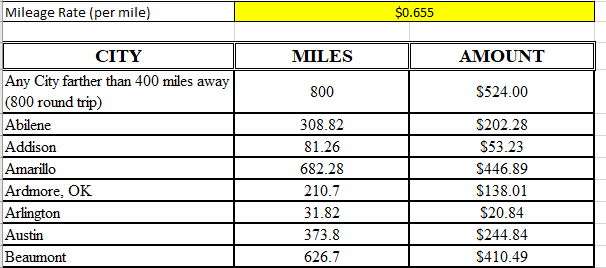 Mileage Rate (per mile) $0.655
CITY MILES AMOUNT
Any City farther than 400 miles away
(800 round trip) 800 $524.00
Abilene 308.82 $202.28
Addison 81.26 $53.23
Amarillo 682.28 $446.89
Ardmore, OK 210.7 $138.01
Arlington 31.82 $20.84
Austin 373.8 $244.84
Beaumont 626.7 $410.49